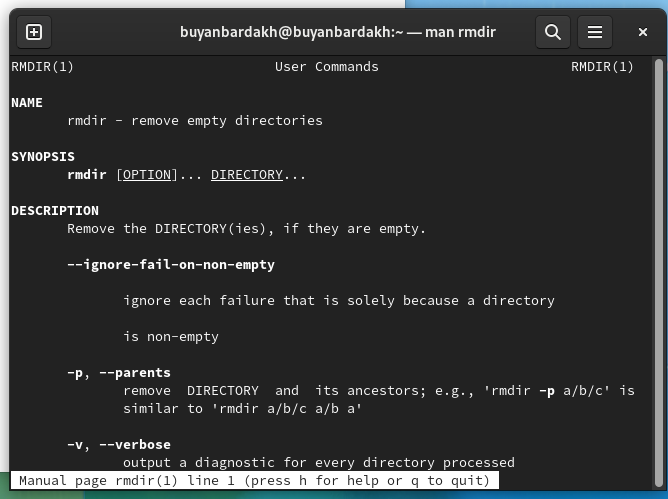 buyanbardakh@buyanbardakh:~ — man rmdir
RMDIR(1) User Commands RMDIR(1)
NAME
rmdir - remove empty directories
SYNOPSIS
rmdir [OPTION]... DIRECTORY...
DESCRIPTION
Remove the DIRECTORY(ies), if they are empty.
--ignore-fail-on-non-empty
ignore each failure that is solely because a directory
is non-empty
-p, --parents
remove DIRECTORY and its ancestors; e.g., 'rmdir -p a/b/c' is
similar to 'rmdir a/b/c a/b a'
-v, --verbose
output a diagnostic for every directory processed
Manual page rmdir(1) line 1 (press h for help or q to quit)